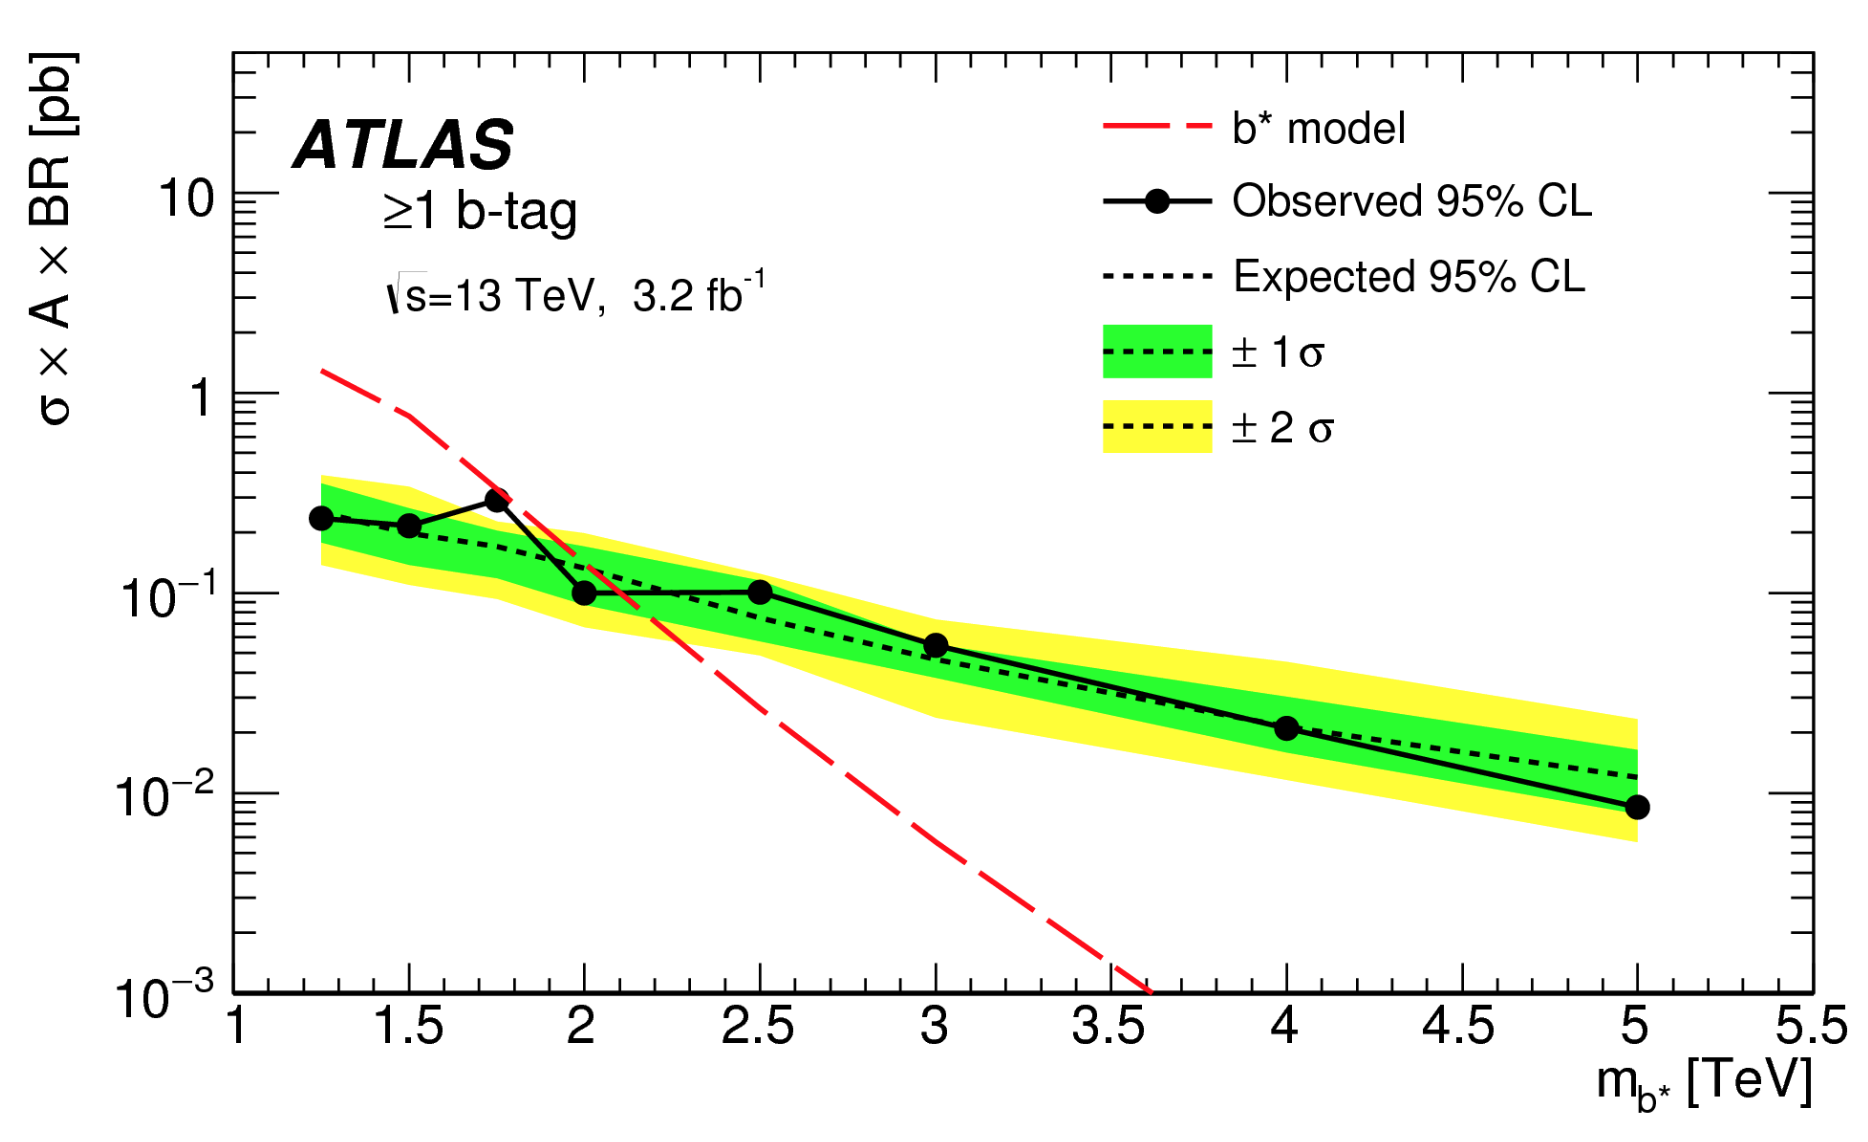 σ × A × BR [pb]
ATLAS
≥1 b-tag
√s=13 TeV, 3.2 fb⁻¹
b* model
Observed 95% CL
Expected 95% CL
± 1σ
± 2 σ
10
1
10⁻¹
10⁻²
10⁻³
1 1.5 2 2.5 3 3.5 4 4.5 5 5.5
m_b* [TeV]